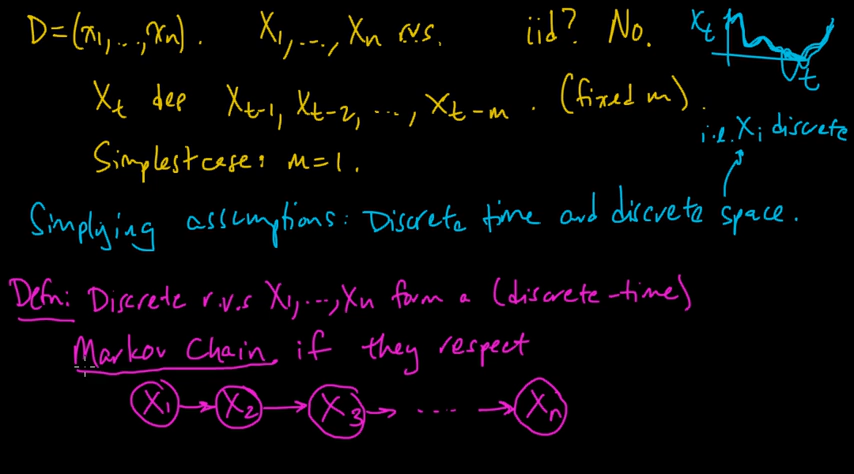 D=(x₁,...,xₙ). X₁,...,Xₙ r.v.s. iid? No.
Xₜ
t
Xₜ dep Xₜ₋₁, Xₜ₋₂, ..., Xₜ₋ₘ. (fixed m).
i.e. Xᵢ discrete
Simplest case: m=1.
Simplying assumptions: Discrete time and discrete space.
Defn: Discrete r.v.s X₁,...,Xₙ form a (discrete-time)
Markov Chain if they respect
X₁ → X₂ → X₃ → .... → Xₙ